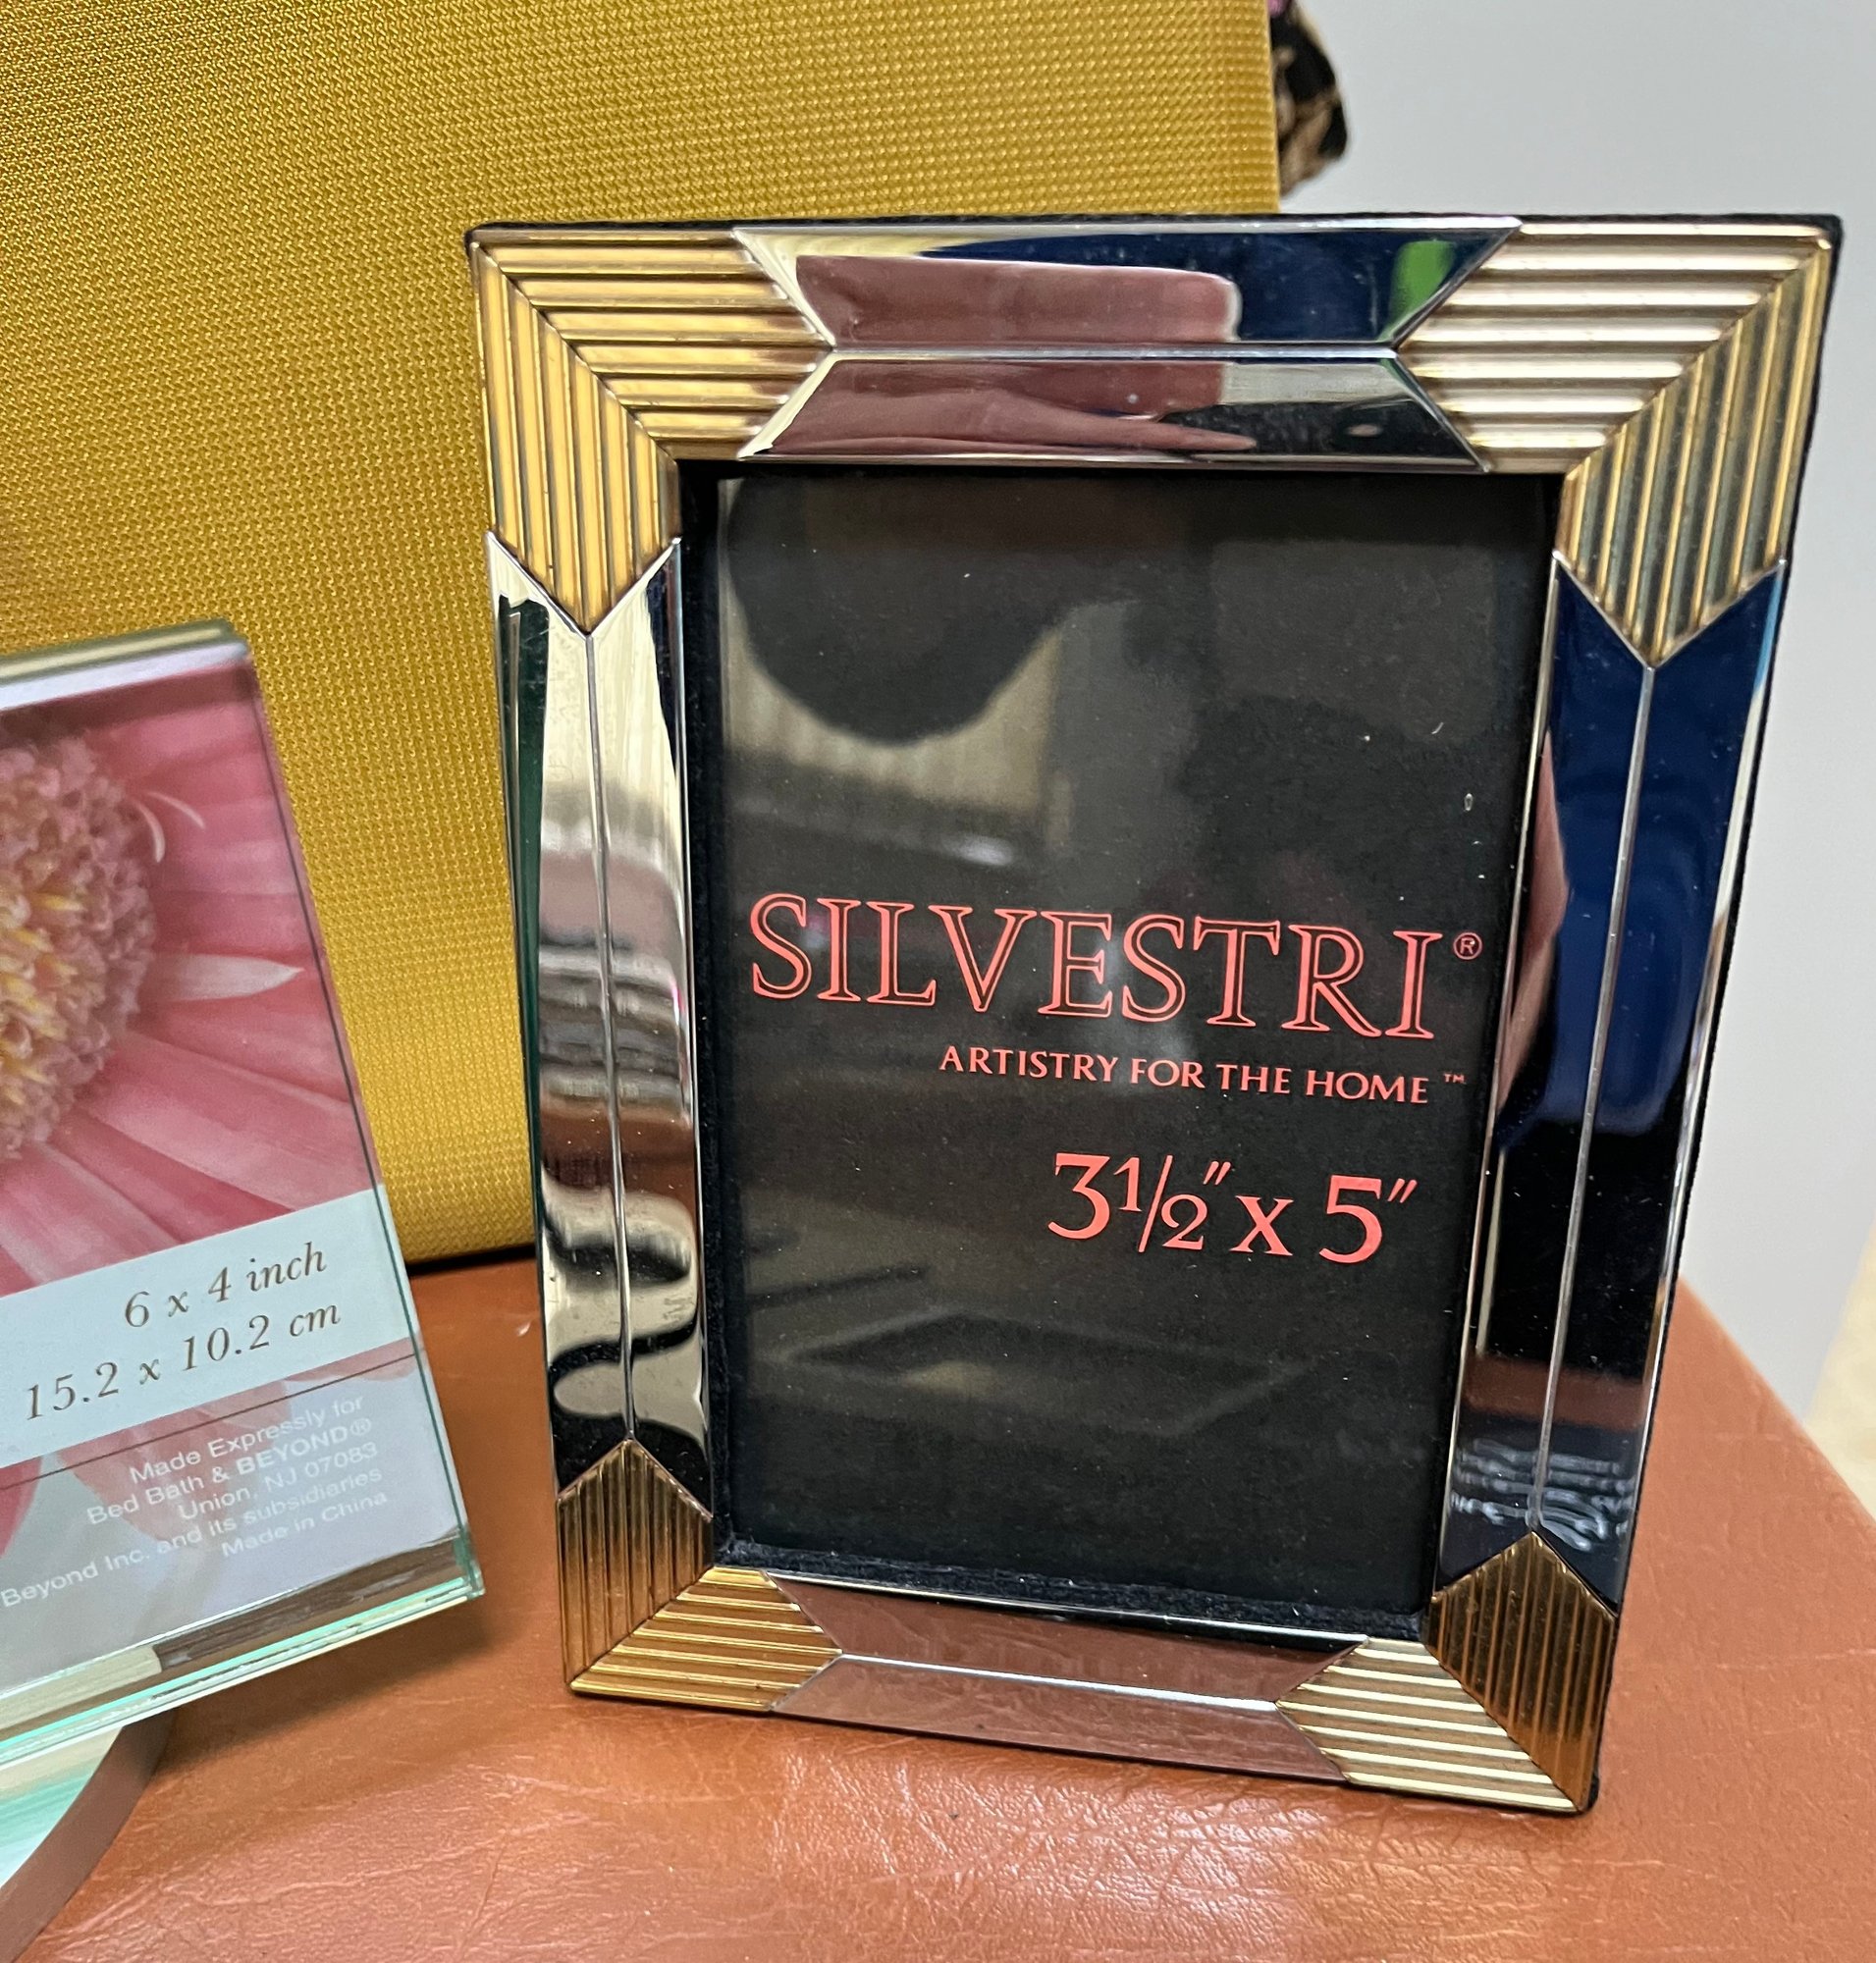 SILVESTRI®
ARTISTRY FOR THE HOME™
3½" x 5"
6 x 4 inch
15.2 x 10.2 cm
Made Expressly for
Bed Bath & BEYOND®
Union, NJ 07083
Beyond Inc. and its subsidiaries
Made in China